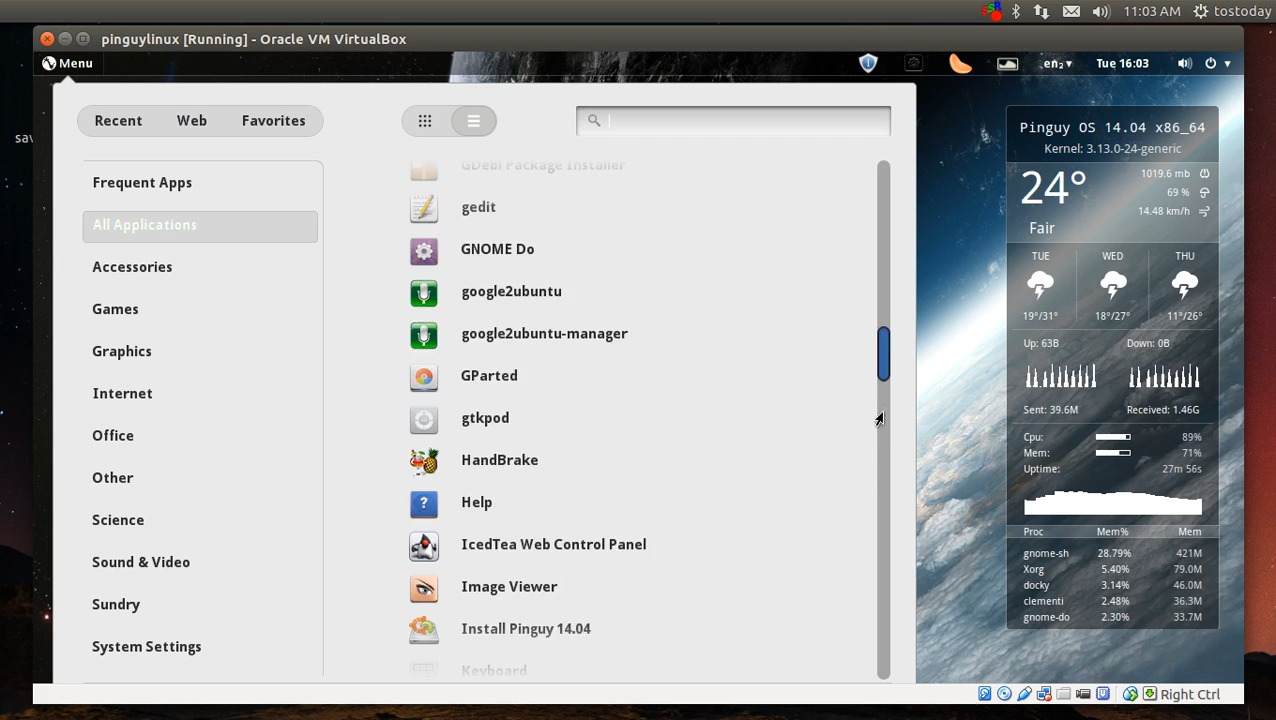 11:03 AM tostoday
pinguylinux [Running] - Oracle VM VirtualBox
Menu
en₂
Tue 16:03
sav
Recent Web Favorites
Frequent Apps
All Applications
Accessories
Games
Graphics
Internet
Office
Other
Science
Sound & Video
Sundry
System Settings
GDebi Package Installer
gedit
GNOME Do
google2ubuntu
google2ubuntu-manager
GParted
gtkpod
HandBrake
Help
IcedTea Web Control Panel
Image Viewer
Install Pinguy 14.04
Keyboard
Pinguy OS 14.04 x86_64
Kernel: 3.13.0-24-generic
24°
Fair
1019.6 mb
69 %
14.48 km/h
TUE WED THU
19°/31° 18°/27° 11°/26°
Up: 63B Down: 0B
Sent: 39.6M Received: 1.46G
Cpu: 89%
Mem: 71%
Uptime: 27m 56s
Proc Mem% Mem
gnome-sh 28.79% 421M
Xorg 5.40% 79.0M
docky 3.14% 46.0M
clementi 2.48% 36.3M
gnome-do 2.30% 33.7M
Right Ctrl